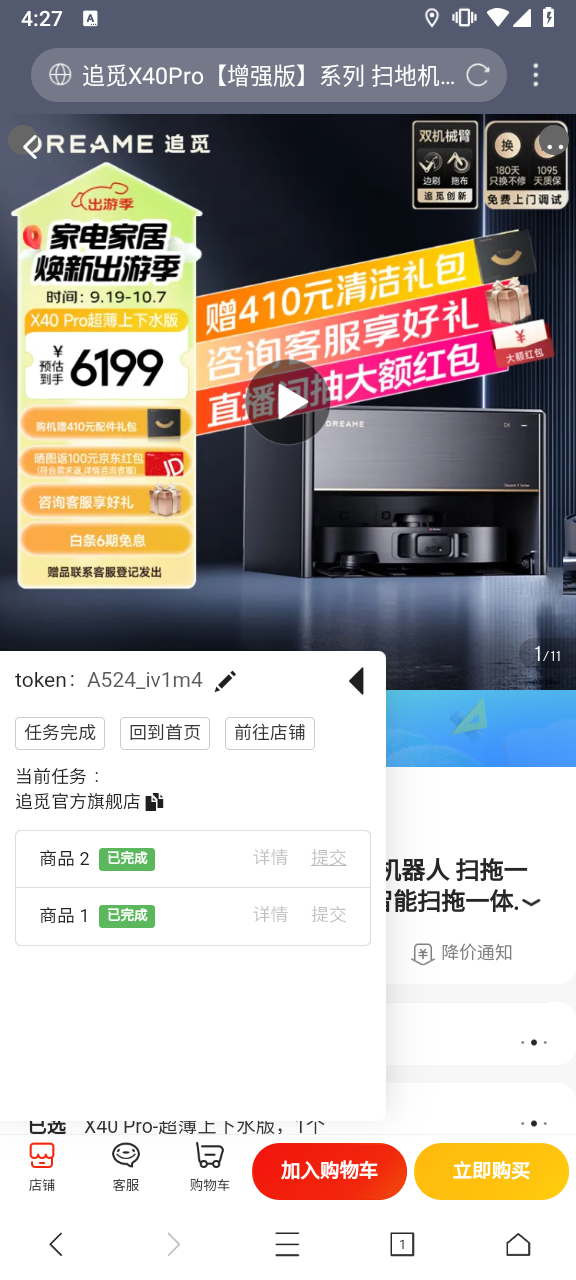 4:27
A
追觅X40Pro【增强版】系列 扫地机...
DREAME 追觅
双机械臂
边刷 拖布
追觅创新
换
180天
只换不修
1095
天质保
免费上门调试
出游季
家电家居
焕新出游季
时间: 9.19-10.7
X40 Pro超薄上下水版
预估
到手
¥
6199
购机赠410元配件礼包
晒图返100元京东红包
(符合需求返,详情咨询客服)
JD
咨询客服享好礼
白条6期免息
赠品联系客服登记发出
赠410元清洁礼包
咨询客服享好礼
直播间抽大额红包
¥
大额红包
DREAME
1/11
token: A524_iv1m4
任务完成 回到首页 前往店铺
当前任务：
追觅官方旗舰店
商品 2 已完成 详情 提交
商品 1 已完成 详情 提交
机器人 扫拖一
智能扫拖一体.
降价通知
已选 X40 Pro-超薄上下水版，1个
店铺
客服
购物车
加入购物车
立即购买
1